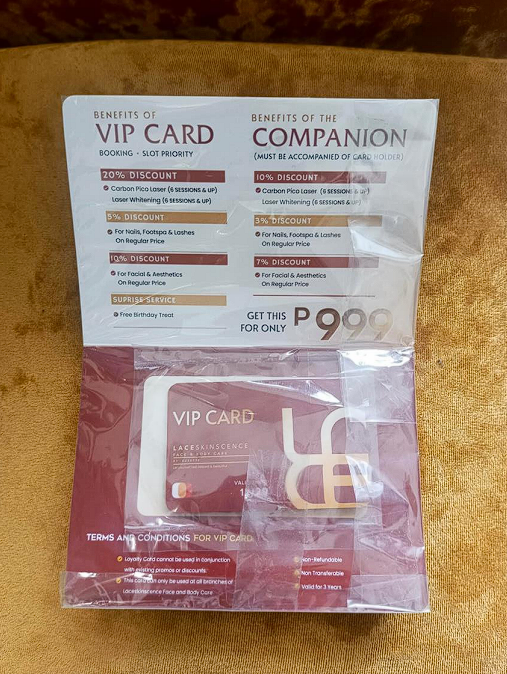 BENEFITS OF
VIP CARD
BOOKING - SLOT PRIORITY
20% DISCOUNT
Carbon Pico Laser (6 SESSIONS & UP)
Laser Whitening (6 SESSIONS & UP)
5% DISCOUNT
For Nails, Footspa & Lashes
On Regular Price
10% DISCOUNT
For Facial & Aesthetics
On Regular Price
SUPRISE SERVICE
Free Birthday Treat
BENEFITS OF THE
COMPANION
(MUST BE ACCOMPANIED OF CARD HOLDER)
10% DISCOUNT
Carbon Pico Laser (6 SESSIONS & UP)
Laser Whitening (6 SESSIONS & UP)
3% DISCOUNT
For Nails, Footspa & Lashes
On Regular Price
7% DISCOUNT
For Facial & Aesthetics
On Regular Price
GET THIS
FOR ONLY
P999
VIP CARD
LACESKINSCENCE
FACE & BODY CARE
TERMS AND CONDITIONS FOR VIP CARD
Loyalty Card cannot be used in conjunction
with existing promos or discounts.
This card can only be used at all branches of
Laceskinscence Face and Body Care
Non-Refundable
Non Transferable
Valid for 3 Years